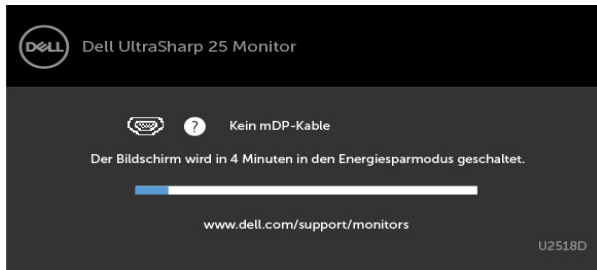 DELL
Dell UltraSharp 25 Monitor
? Kein mDP-Kable
Der Bildschirm wird in 4 Minuten in den Energiesparmodus geschaltet.
www.dell.com/support/monitors
U2518D